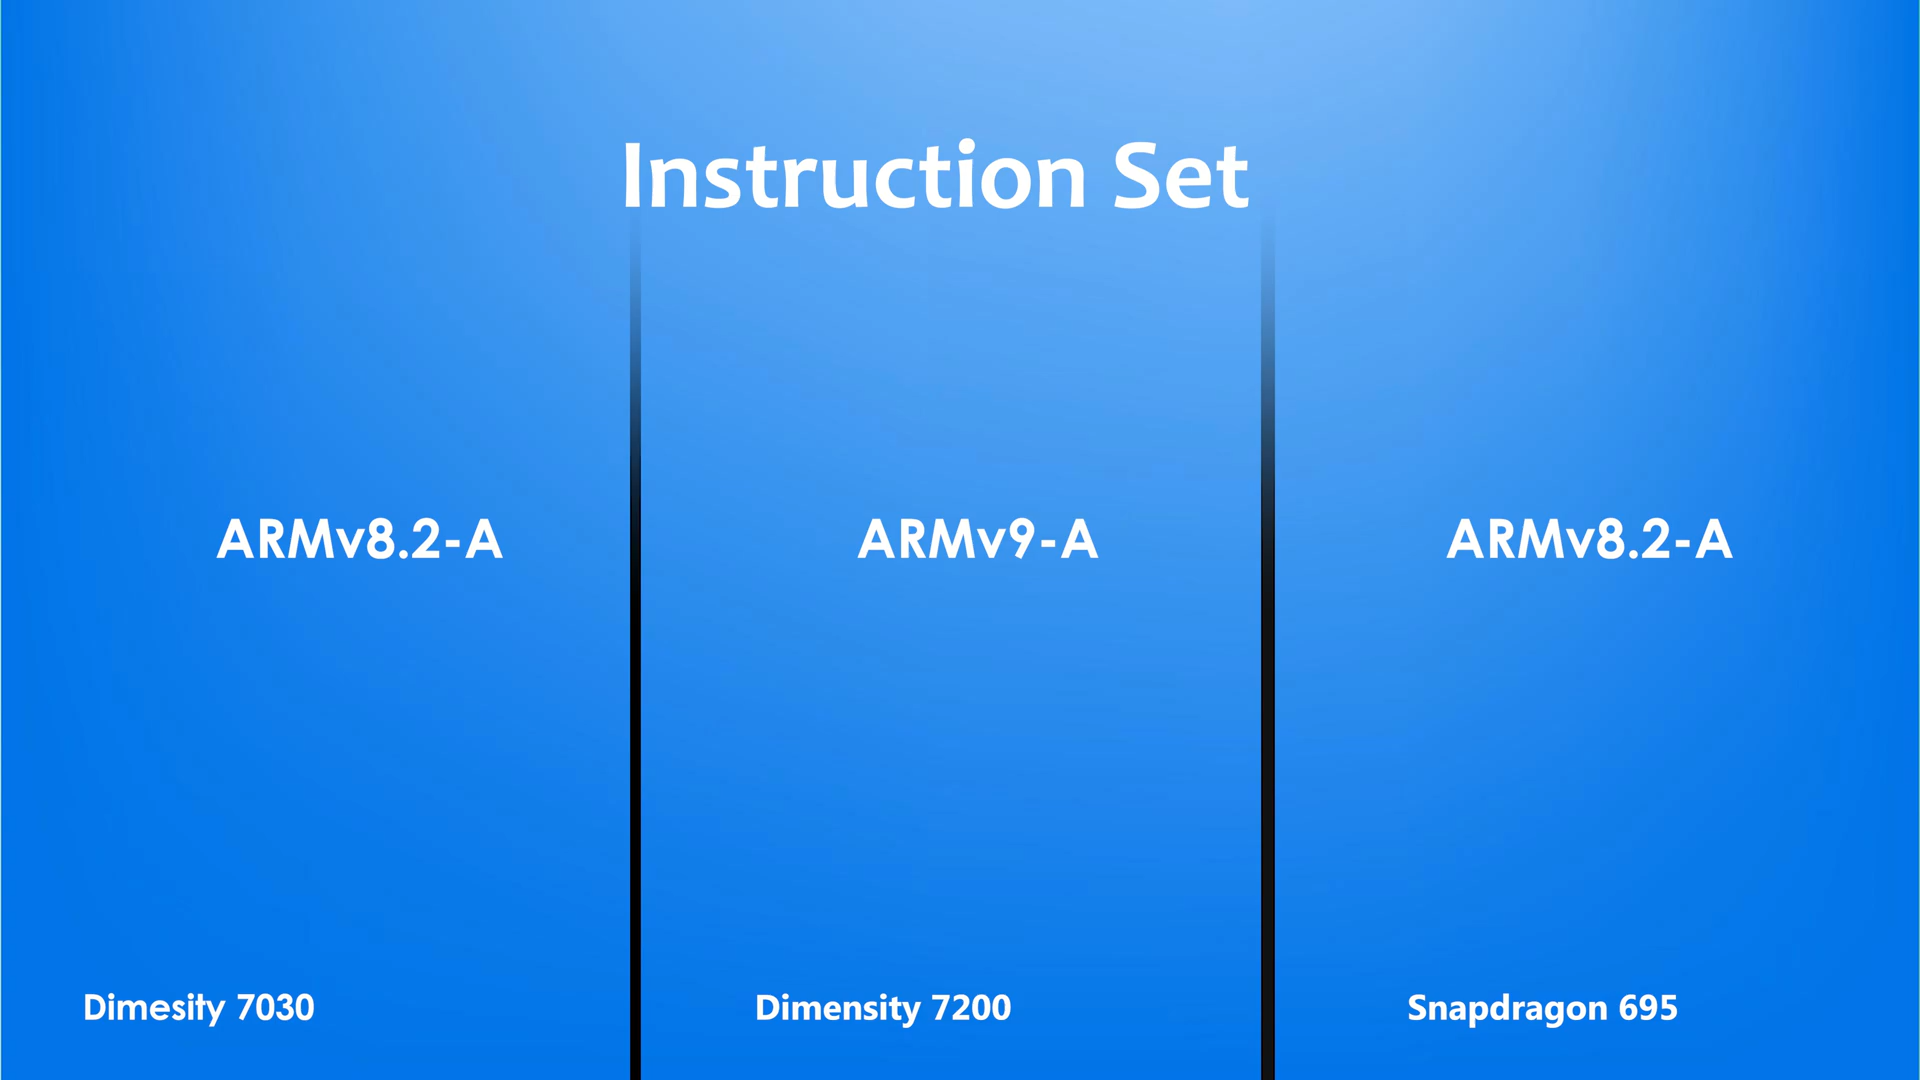 Instruction Set
ARMv8.2-A
ARMv9-A
ARMv8.2-A
Dimesity 7030
Dimensity 7200
Snapdragon 695